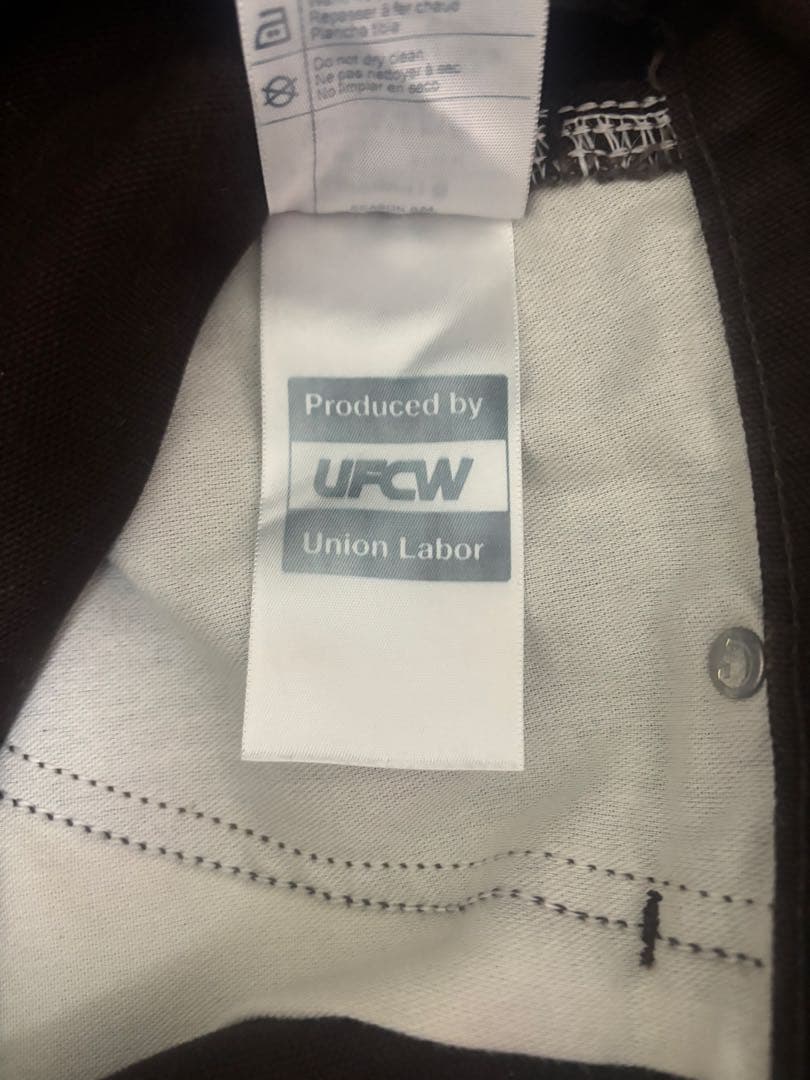 Repasser à fer chaud
Plancha tibia
Do not dry clean
Ne pas nettoyer à sec
No limpiar en seco
Produced by
UFCW
Union Labor